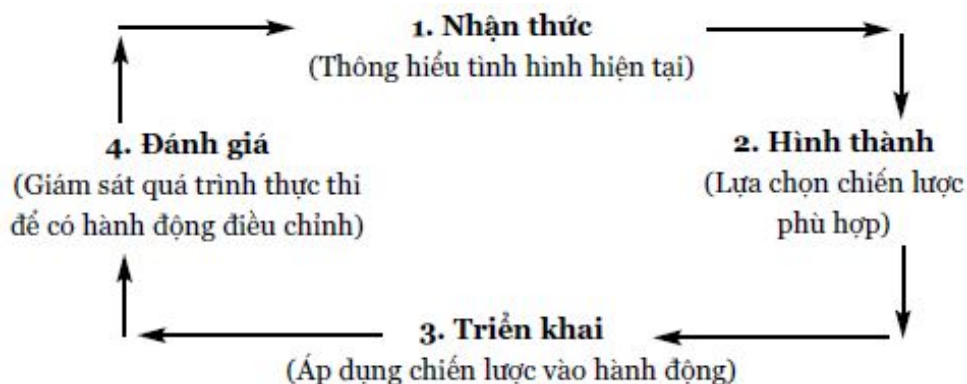 1. Nhận thức
(Thông hiểu tình hình hiện tại)
2. Hình thành
(Lựa chọn chiến lược
phù hợp)
3. Triển khai
(Áp dụng chiến lược vào hành động)
4. Đánh giá
(Giám sát quá trình thực thi
để có hành động điều chỉnh)